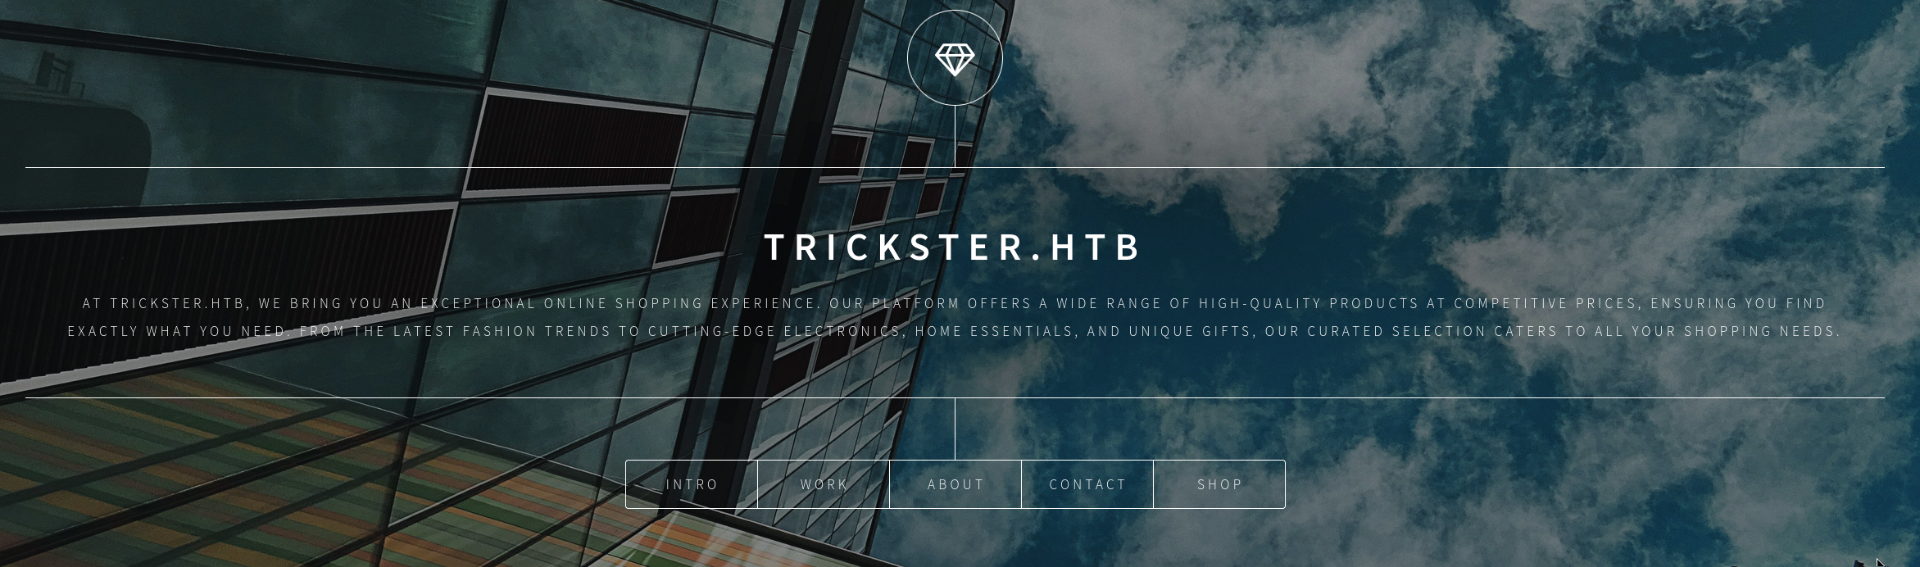 TRICKSTER.HTB
AT TRICKSTER.HTB, WE BRING YOU AN EXCEPTIONAL ONLINE SHOPPING EXPERIENCE. OUR PLATFORM OFFERS A WIDE RANGE OF HIGH-QUALITY PRODUCTS AT COMPETITIVE PRICES, ENSURING YOU FIND
EXACTLY WHAT YOU NEED. FROM THE LATEST FASHION TRENDS TO CUTTING-EDGE ELECTRONICS, HOME ESSENTIALS, AND UNIQUE GIFTS, OUR CURATED SELECTION CATERS TO ALL YOUR SHOPPING NEEDS.
INTRO WORK ABOUT CONTACT SHOP